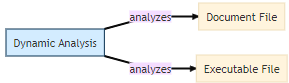 analyzes
Document File
Dynamic Analysis
analyzes
Executable File